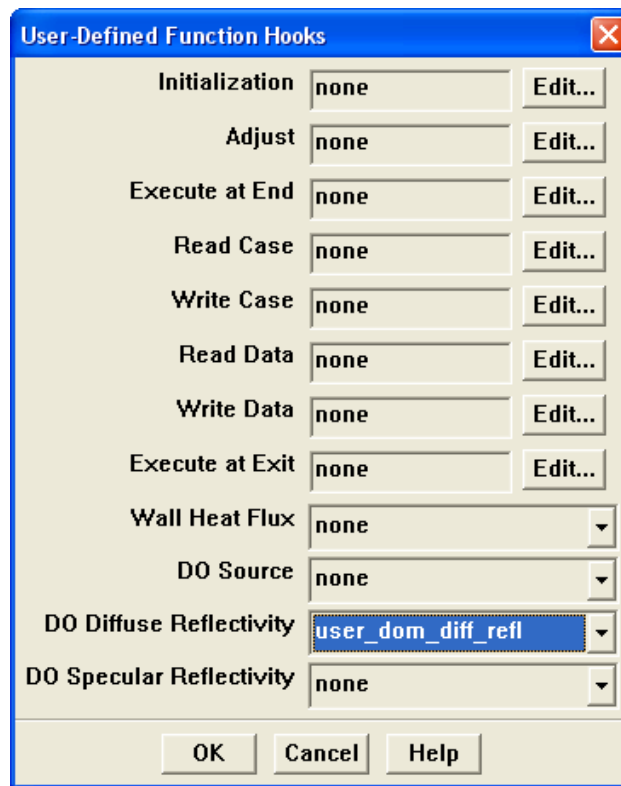 User-Defined Function Hooks
Initialization none Edit...
Adjust none Edit...
Execute at End none Edit...
Read Case none Edit...
Write Case none Edit...
Read Data none Edit...
Write Data none Edit...
Execute at Exit none Edit...
Wall Heat Flux none
DO Source none
DO Diffuse Reflectivity user_dom_diff_refl
DO Specular Reflectivity none
OK Cancel Help